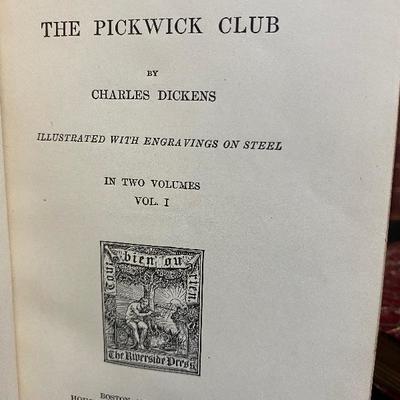 THE PICKWICK CLUB
BY
CHARLES DICKENS
ILLUSTRATED WITH ENGRAVINGS ON STEEL
IN TWO VOLUMES
VOL. I
Tout bien ou rien
The Riverside Press
BOSTON